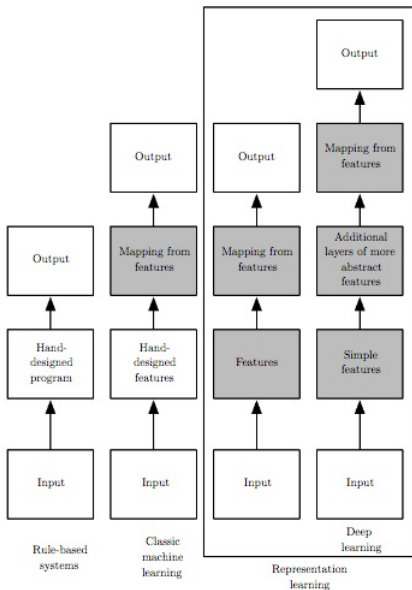 Output
Output
Output
Mapping from
features
Output
Mapping from
features
Mapping from
features
Additional
layers of more
abstract
features
Hand-
designed
program
Hand-
designed
features
Features
Simple
features
Input
Input
Input
Input
Rule-based
systems
Classic
machine
learning
Deep
learning
Representation
learning